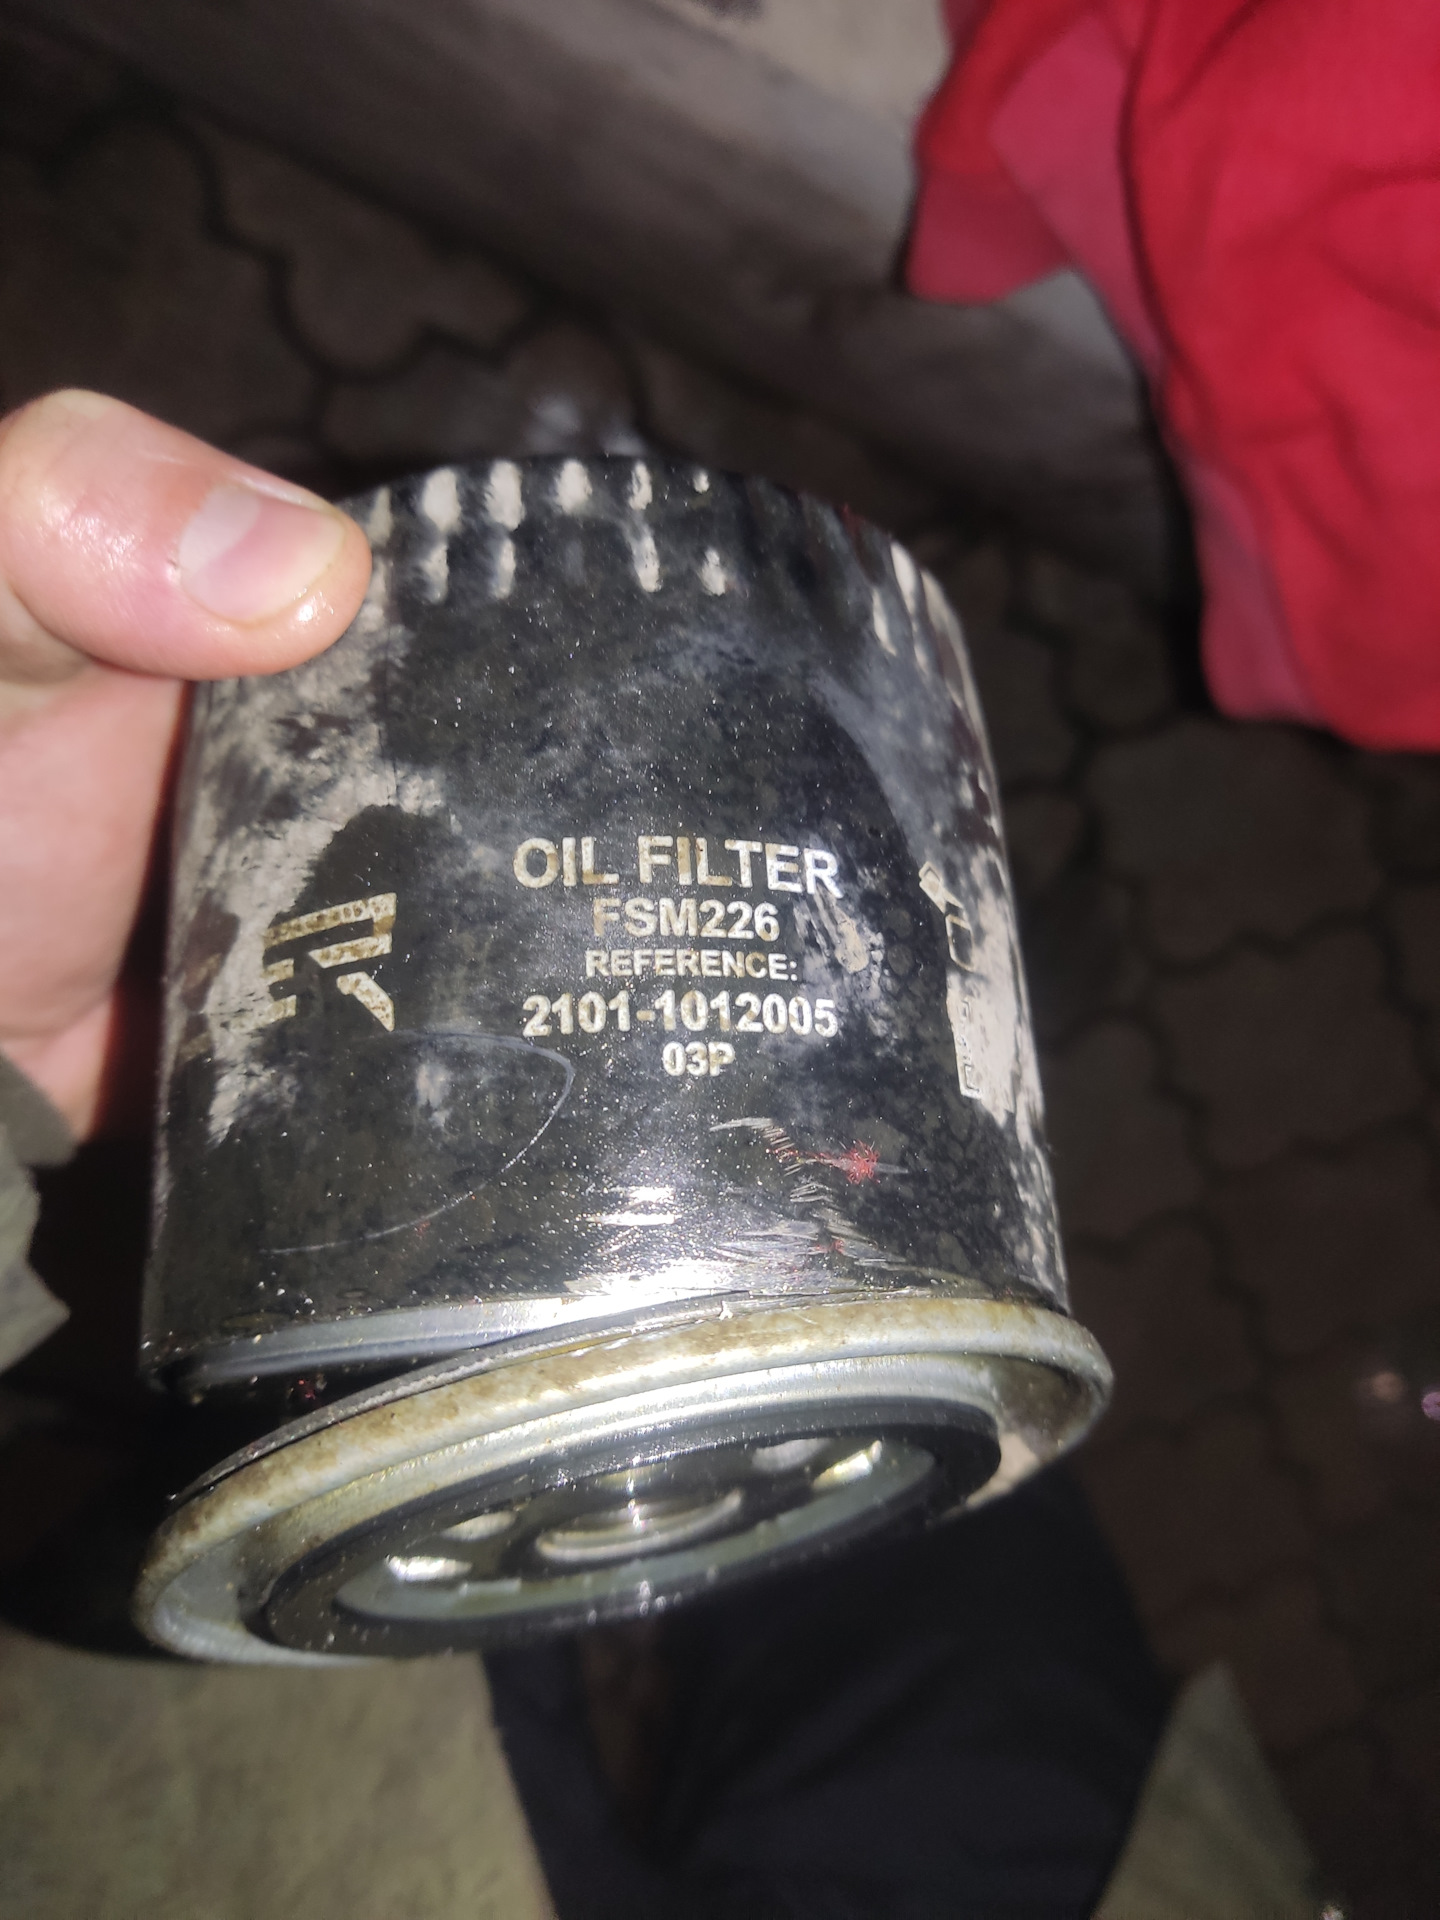 OIL FILTER
FSM226
REFERENCE:
2101-1012005
03P